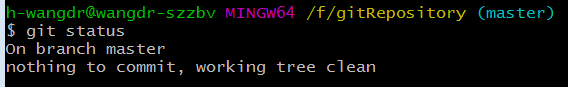 h-wangdr@wangdr-szzbv MINGW64 /f/gitRepository (master)
$ git status
On branch master
nothing to commit, working tree clean